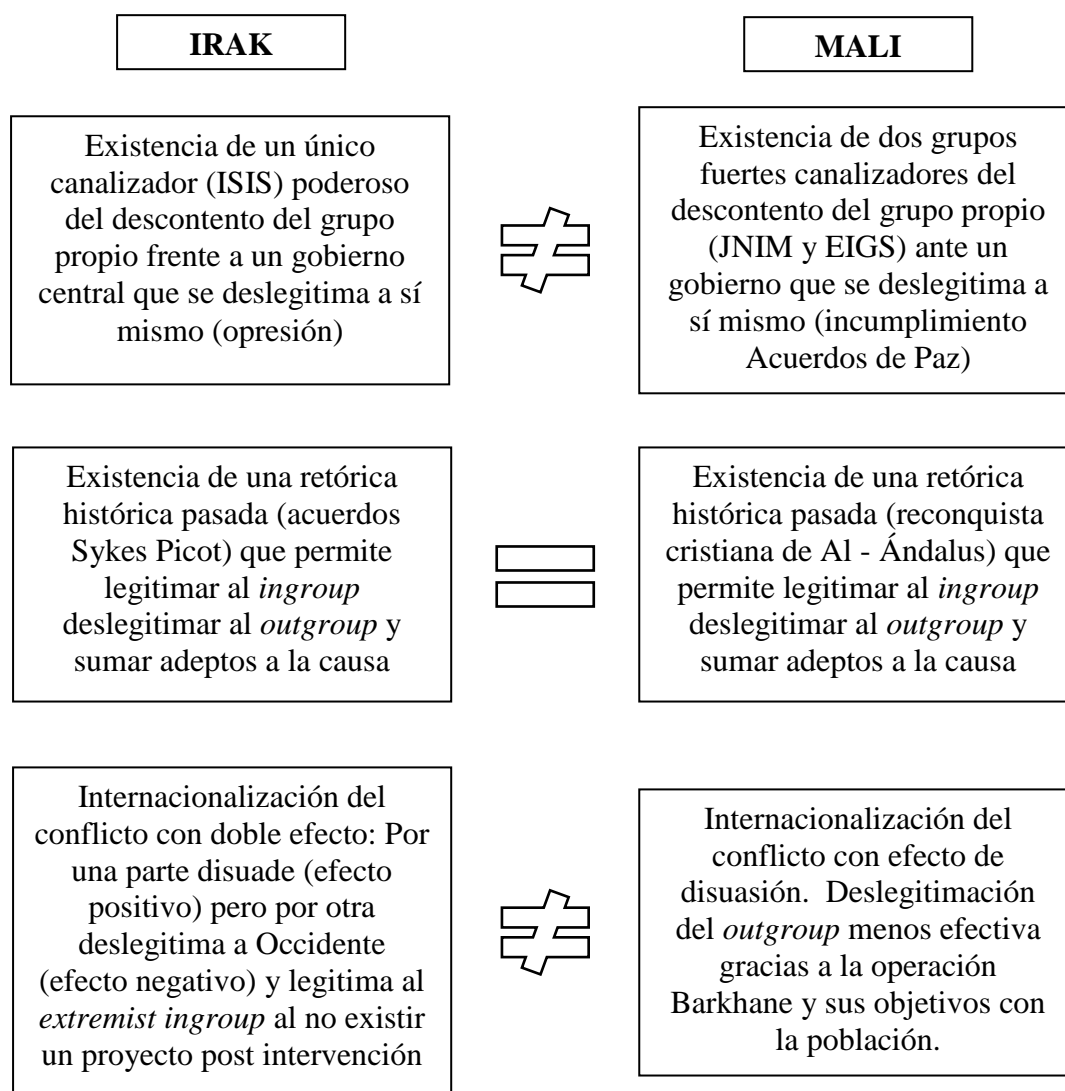 IRAK
MALI
Existencia de un único
canalizador (ISIS) poderoso
del descontento del grupo
propio frente a un gobierno
central que se deslegitima a sí
mismo (opresión)
≠
Existencia de dos grupos
fuertes canalizadores del
descontento del grupo propio
(JNIM y EIGS) ante un
gobierno que se deslegitima a
sí mismo (incumplimiento
Acuerdos de Paz)
Existencia de una retórica
histórica pasada (acuerdos
Sykes Picot) que permite
legitimar al ingroup
deslegitimar al outgroup y
sumar adeptos a la causa
=
Existencia de una retórica
histórica pasada (reconquista
cristiana de Al - Ándalus) que
permite legitimar al ingroup
deslegitimar al outgroup y
sumar adeptos a la causa
Internacionalización del
conflicto con doble efecto: Por
una parte disuade (efecto
positivo) pero por otra
deslegitima a Occidente
(efecto negativo) y legitima al
extremist ingroup al no existir
un proyecto post intervención
≠
Internacionalización del
conflicto con efecto de
disuasión. Deslegitimación
del outgroup menos efectiva
gracias a la operación
Barkhane y sus objetivos con
la población.